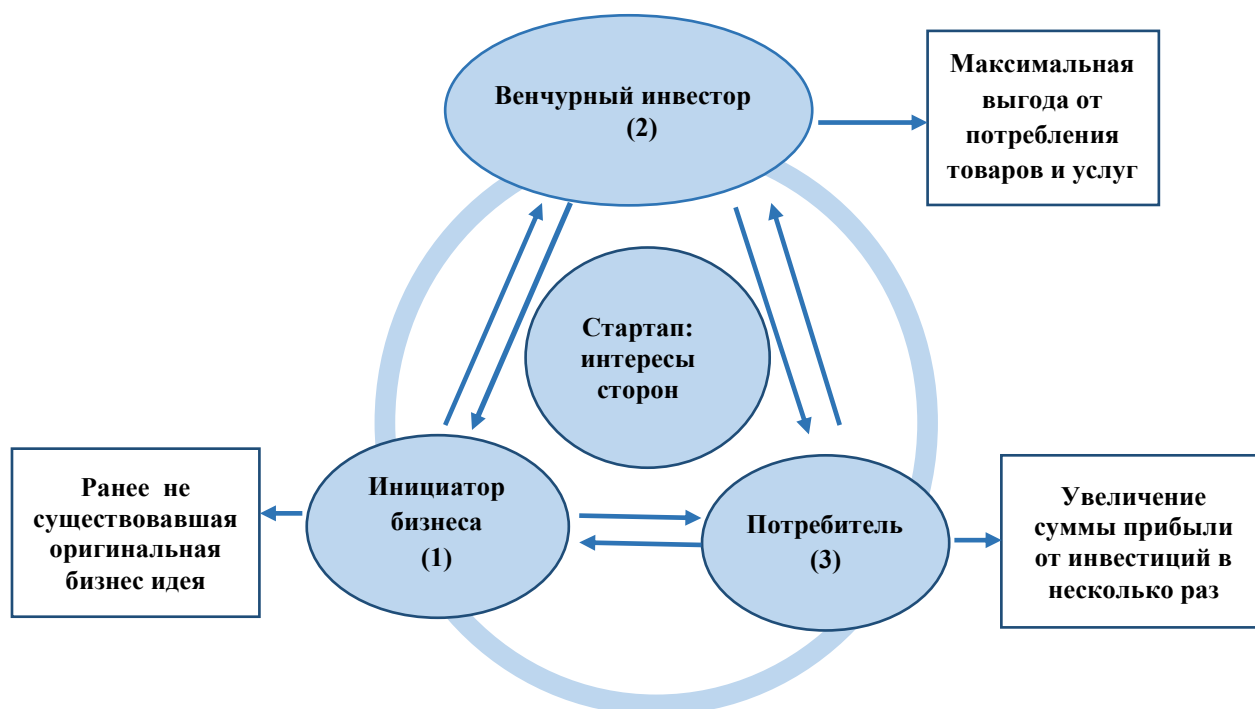 Венчурный инвестор
(2)
Максимальная
выгода от
потребления
товаров и услуг
Стартап:
интересы
сторон
Ранее не
существовавшая
оригинальная
бизнес идея
Инициатор
бизнеса
(1)
Потребитель
(3)
Увеличение
суммы прибыли
от инвестиций в
несколько раз